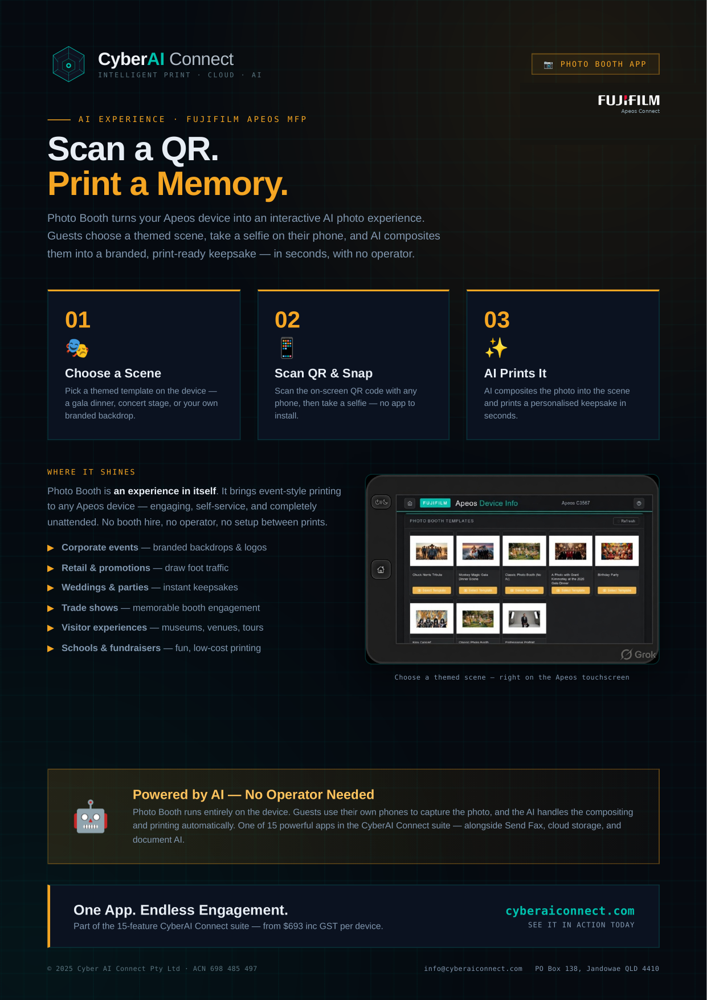 CyberAI Connect
INTELLIGENT PRINT · CLOUD · AI
PHOTO BOOTH APP
FUJIFILM
Apeos Connect
AI EXPERIENCE · FUJIFILM APEOS MFP
Scan a QR.
Print a Memory.
Photo Booth turns your Apeos device into an interactive AI photo experience.
Guests choose a themed scene, take a selfie on their phone, and AI composites
them into a branded, print-ready keepsake — in seconds, with no operator.
01
Choose a Scene
Pick a themed template on the device —
a gala dinner, concert stage, or your own
branded backdrop.
02
Scan QR & Snap
Scan the on-screen QR code with any
phone, then take a selfie — no app to
install.
03
AI Prints It
AI composites the photo into the scene
and prints a personalised keepsake in
seconds.
WHERE IT SHINES
Photo Booth is an experience in itself. It brings event-style printing
to any Apeos device — engaging, self-service, and completely
unattended. No booth hire, no operator, no setup between prints.
▶ Corporate events — branded backdrops & logos
▶ Retail & promotions — draw foot traffic
▶ Weddings & parties — instant keepsakes
▶ Trade shows — memorable booth engagement
▶ Visitor experiences — museums, venues, tours
▶ Schools & fundraisers — fun, low-cost printing
FUJIFILM Apeos Device Info Apeos C3567
PHOTO BOOTH TEMPLATES Refresh
Chuck Norris Tribute
Select Template
Monkey Magic Gala
Dinner Scene
Select Template
Classic Photo Booth (No
AI)
Select Template
A Photo with Grant
Kimmorley at the 2026
Gala Dinner
Select Template
Birthday Party
Select Template
Kiss Concert
Classic Photo Booth
Professional Portrait
Grok
Choose a themed scene — right on the Apeos touchscreen
Powered by AI — No Operator Needed
Photo Booth runs entirely on the device. Guests use their own phones to capture the photo, and the AI handles the compositing
and printing automatically. One of 15 powerful apps in the CyberAI Connect suite — alongside Send Fax, cloud storage, and
document AI.
One App. Endless Engagement.
Part of the 15-feature CyberAI Connect suite — from $693 inc GST per device.
cyberaiconnect.com
SEE IT IN ACTION TODAY
© 2025 Cyber AI Connect Pty Ltd · ACN 698 485 497
info@cyberaiconnect.com PO Box 138, Jandowae QLD 4410